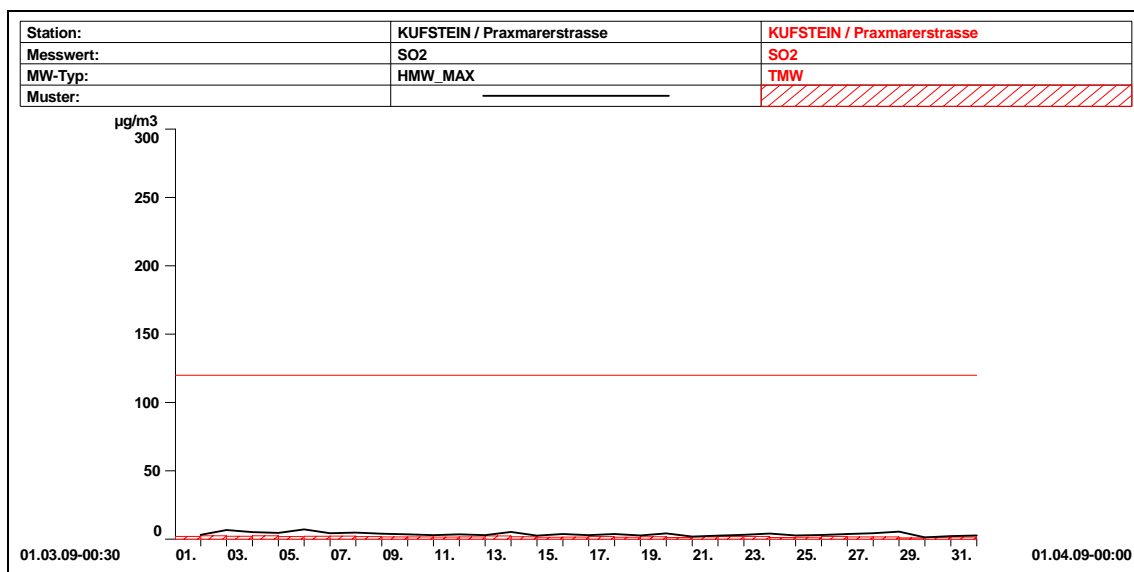 Station: KUFSTEIN / Praxmarerstrasse KUFSTEIN / Praxmarerstrasse
Messwert: SO2 SO2
MW-Typ: HMW_MAX TMW
Muster:
µg/m3
300
250
200
150
100
50
0
01.03.09-00:30 01. 03. 05. 07. 09. 11. 13. 15. 17. 19. 21. 23. 25. 27. 29. 31. 01.04.09-00:00